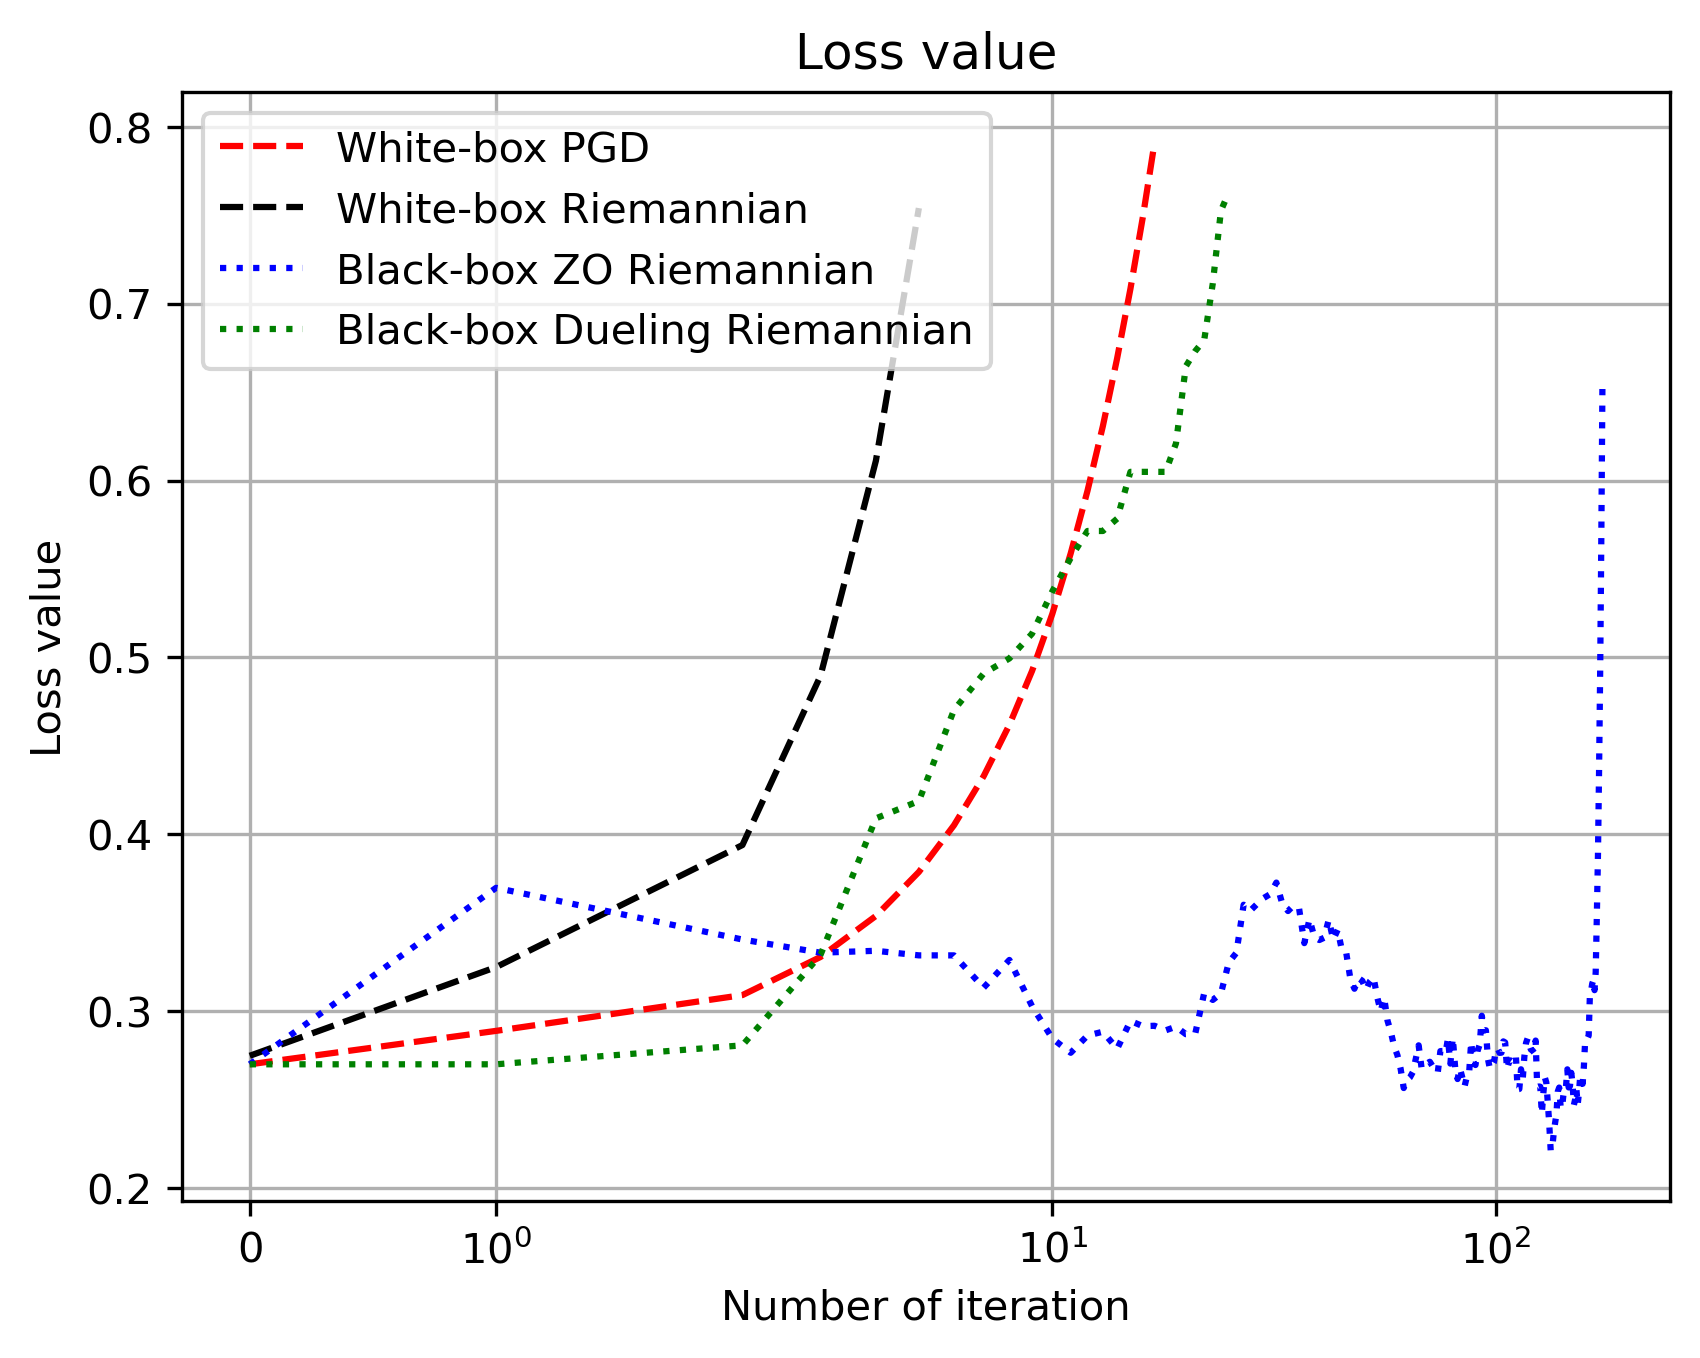 Loss value
0.8
0.7
0.6
0.5
0.4
0.3
0.2
Loss value
White-box PGD
White-box Riemannian
Black-box ZO Riemannian
Black-box Dueling Riemannian
0
10⁰
10¹
10²
Number of iteration